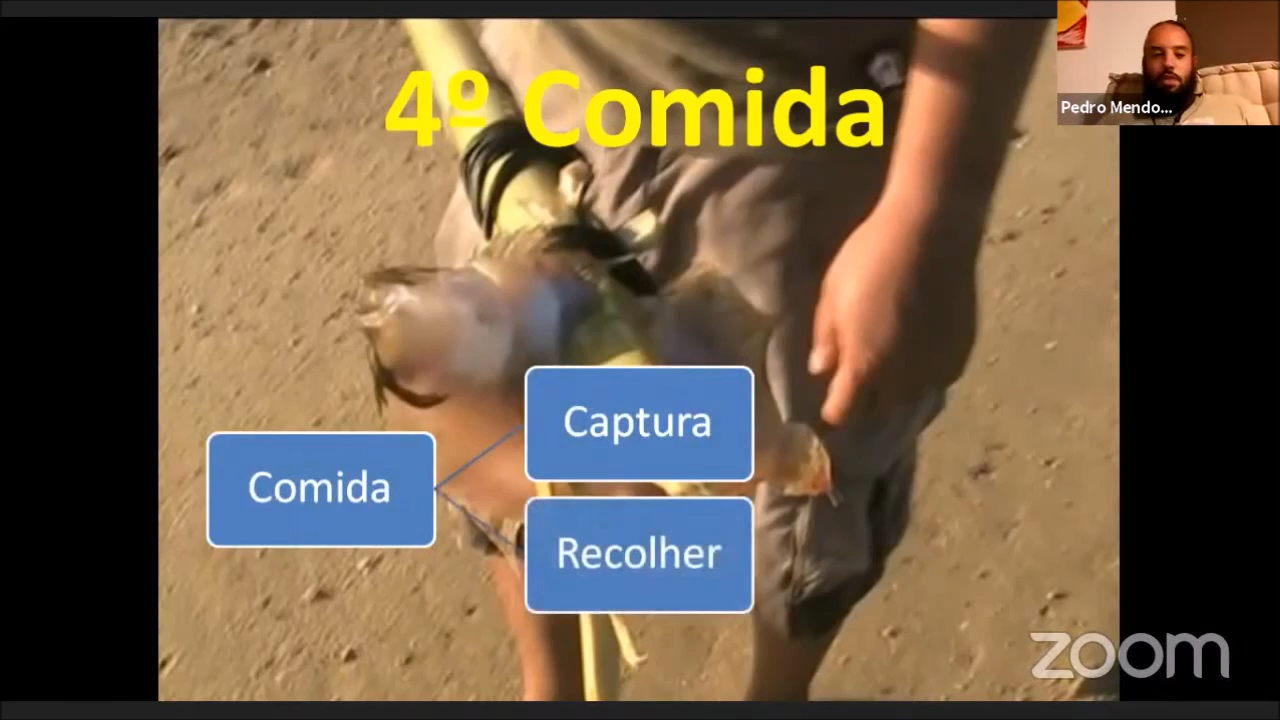 4º Comida
Pedro Mendo...
Captura
Comida
Recolher
zoom